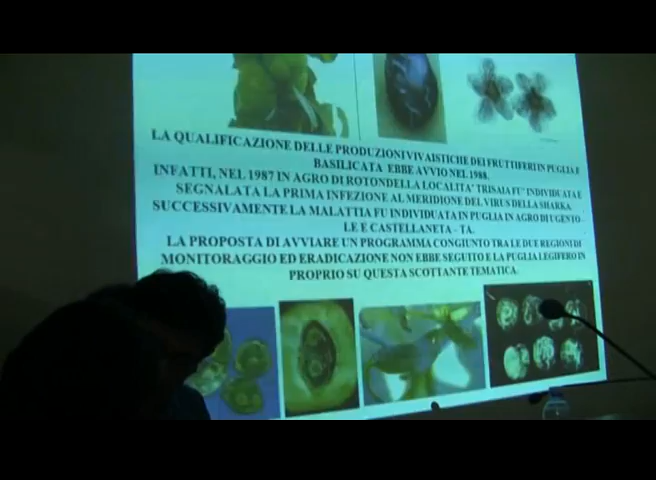 LA QUALIFICAZIONE DELLE PRODUZIONI VIVAISTICHE DEI FRUTTIFERI IN PUGLIA E
BASILICATA EBBE AVVIO NEL 1988.
INFATTI, NEL 1987 IN AGRO DI ROTONDELLA LOCALITA' TRISAIA FU' INDIVIDUATA E
SEGNALATA LA PRIMA INFEZIONE AL MERIDIONE DEL VIRUS DELLA SHARKA.
SUCCESSIVAMENTE LA MALATTIA FU INDIVIDUATA IN PUGLIA IN AGRO DI UGENTO-
LE E CASTELLANETA - TA.
LA PROPOSTA DI AVVIARE UN PROGRAMMA CONGIUNTO TRA LE DUE REGIONI DI
MONITORAGGIO ED ERADICAZIONE NON EBBE SEGUITO E LA PUGLIA LEGIFERO' IN
PROPRIO SU QUESTA SCOTTANTE TEMATICA.